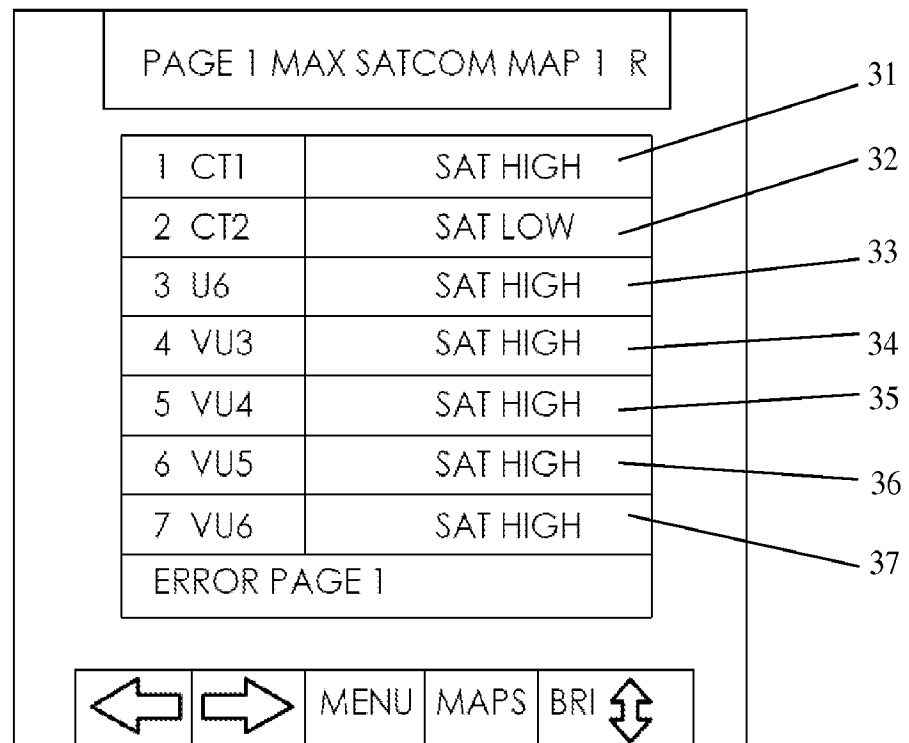 PAGE 1 MAX SATCOM MAP 1 R
31
1 CT1 SAT HIGH
32
2 CT2 SAT LOW
33
3 U6 SAT HIGH
4 VU3 SAT HIGH
34
5 VU4 SAT HIGH
35
6 VU5 SAT HIGH
36
7 VU6 SAT HIGH
37
ERROR PAGE 1
MENU MAPS BRI